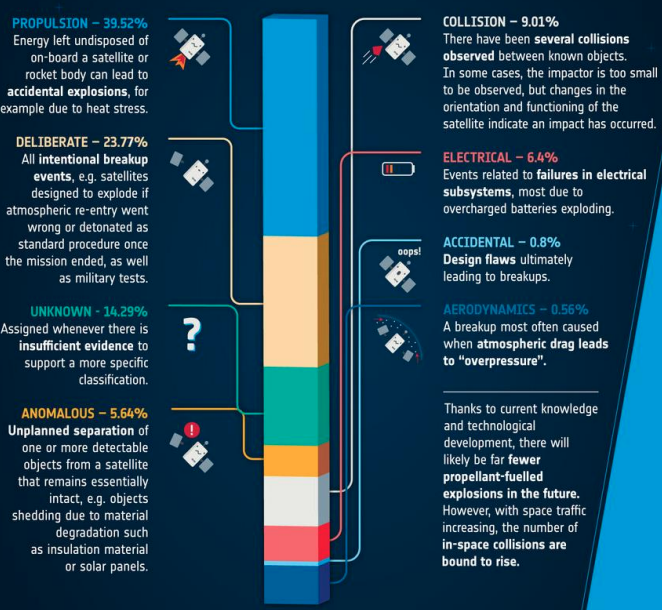 PROPULSION – 39.52%
Energy left undisposed of
on-board a satellite or
rocket body can lead to
accidental explosions, for
example due to heat stress.
DELIBERATE – 23.77%
All intentional breakup
events, e.g. satellites
designed to explode if
atmospheric re-entry went
wrong or detonated as
standard procedure once
the mission ended, as well
as military tests.
UNKNOWN - 14.29%
Assigned whenever there is
insufficient evidence to
support a more specific
classification.
?
ANOMALOUS – 5.64%
Unplanned separation of
one or more detectable
objects from a satellite
that remains essentially
intact, e.g. objects
shedding due to material
degradation such
as insulation material
or solar panels.
!
COLLISION – 9.01%
There have been several collisions
observed between known objects.
In some cases, the impactor is too small
to be observed, but changes in the
orientation and functioning of the
satellite indicate an impact has occurred.
ELECTRICAL – 6.4%
Events related to failures in electrical
subsystems, most due to
overcharged batteries exploding.
oops!
ACCIDENTAL – 0.8%
Design flaws ultimately
leading to breakups.
AERODYNAMICS – 0.56%
A breakup most often caused
when atmospheric drag leads
to “overpressure”.
Thanks to current knowledge
and technological
development, there will
likely be far fewer
propellant-fuelled
explosions in the future.
However, with space traffic
increasing, the number of
in-space collisions are
bound to rise.